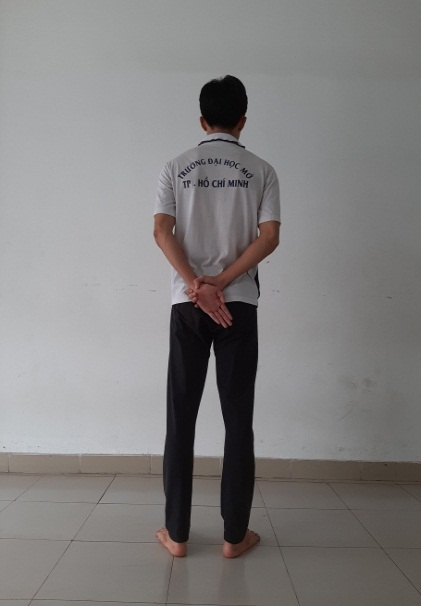 TRƯỜNG ĐẠI HỌC MỞ
TP . HỒ CHÍ MINH